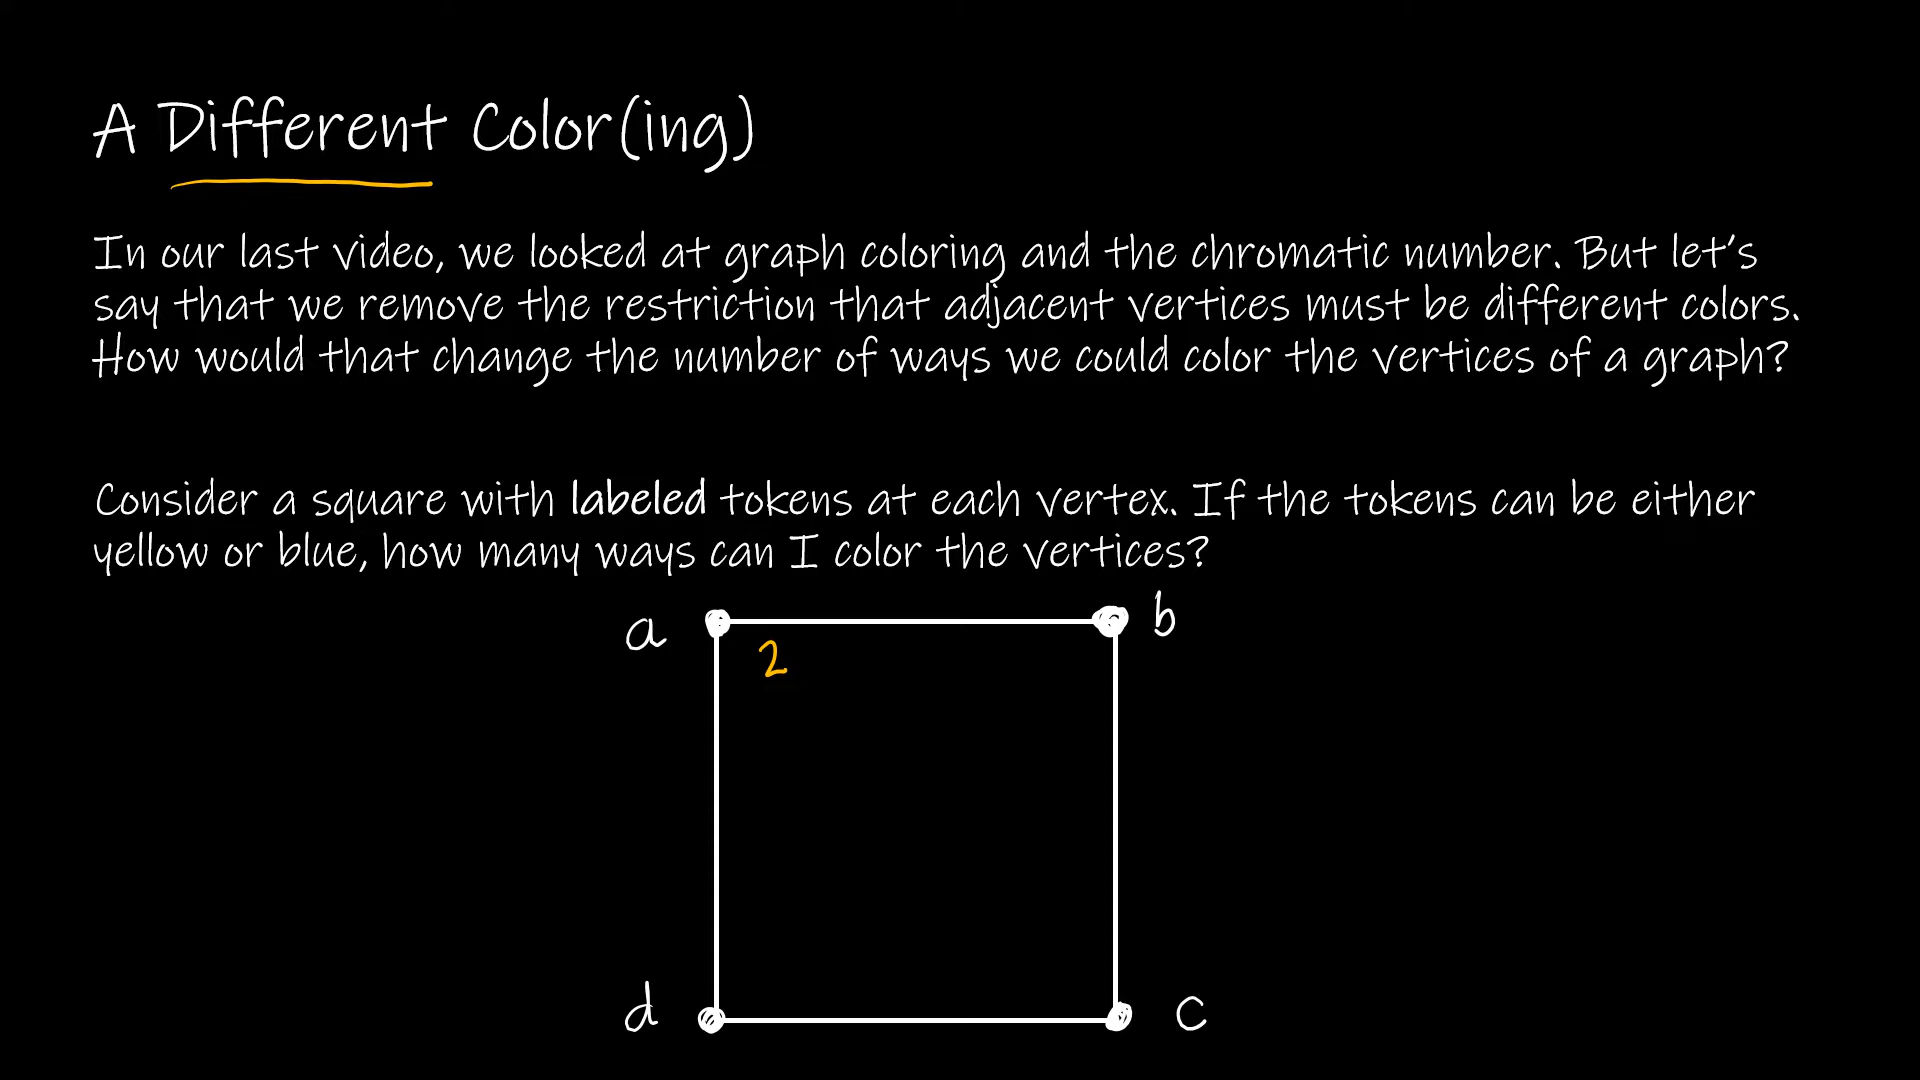 A Different Color(ing)
In our last video, we looked at graph coloring and the chromatic number. But let's
say that we remove the restriction that adjacent vertices must be different colors.
How would that change the number of ways we could color the vertices of a graph?
Consider a square with labeled tokens at each vertex. If the tokens can be either
yellow or blue, how many ways can I color the vertices?
a b
2
d c